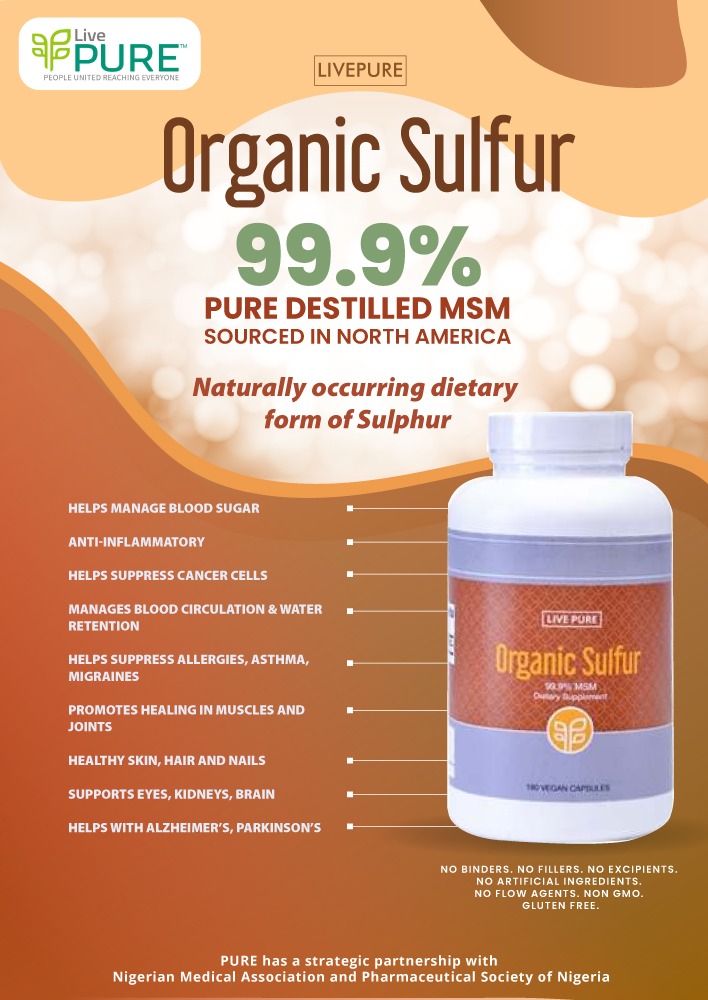 Live
PURE™
PEOPLE UNITED REACHING EVERYONE
LIVEPURE
Organic Sulfur
99.9%
PURE DESTILLED MSM
SOURCED IN NORTH AMERICA
Naturally occurring dietary
form of Sulphur
HELPS MANAGE BLOOD SUGAR
ANTI-INFLAMMATORY
HELPS SUPPRESS CANCER CELLS
MANAGES BLOOD CIRCULATION & WATER
RETENTION
HELPS SUPPRESS ALLERGIES, ASTHMA,
MIGRAINES
PROMOTES HEALING IN MUSCLES AND
JOINTS
HEALTHY SKIN, HAIR AND NAILS
SUPPORTS EYES, KIDNEYS, BRAIN
HELPS WITH ALZHEIMER'S, PARKINSON'S
LIVE PURE
Organic Sulfur
99.9% MSM
Dietary Supplement
180 VEGAN CAPSULES
NO BINDERS. NO FILLERS. NO EXCIPIENTS.
NO ARTIFICIAL INGREDIENTS.
NO FLOW AGENTS. NON GMO.
GLUTEN FREE.
PURE has a strategic partnership with
Nigerian Medical Association and Pharmaceutical Society of Nigeria